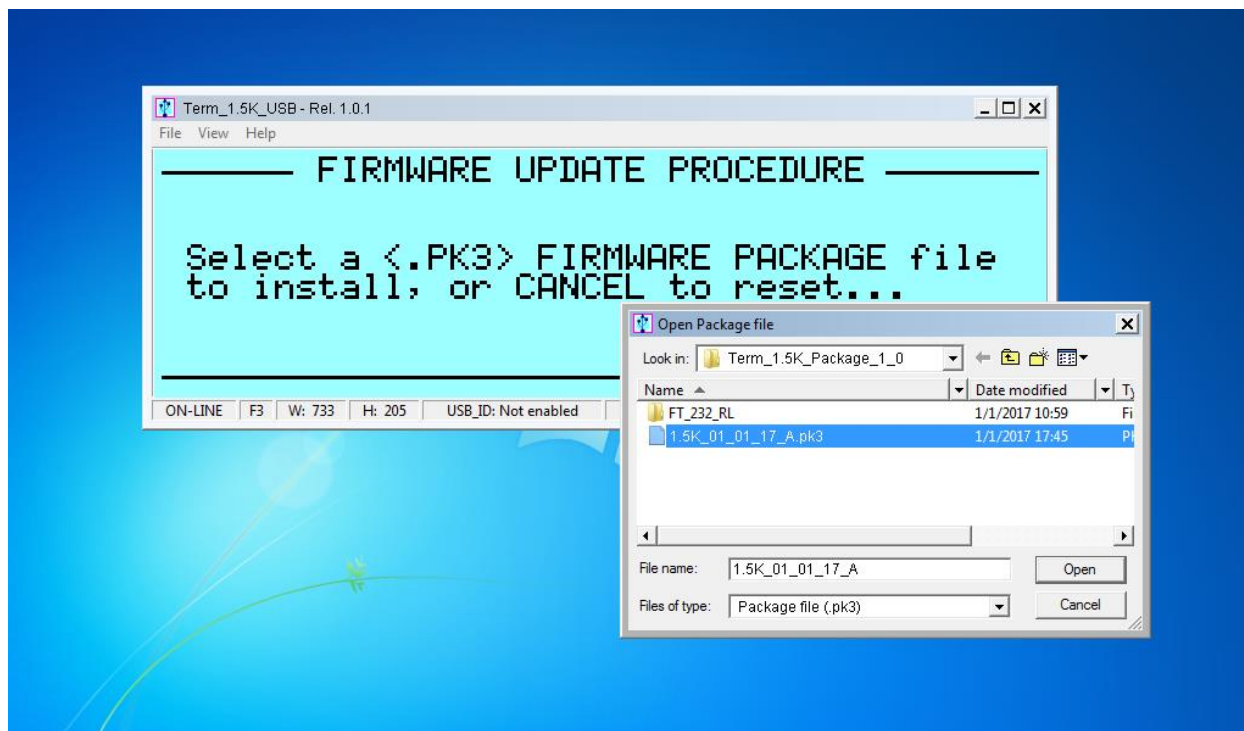 Term_1.5K_USB - Rel. 1.0.1
File View Help
FIRMWARE UPDATE PROCEDURE
Select a <.PK3> FIRMWARE PACKAGE file
to install, or CANCEL to reset...
ON-LINE F3 W: 733 H: 205 USB_ID: Not enabled
Open Package file
Look in: Term_1.5K_Package_1_0
Name Date modified Ty
FT_232_RL 1/1/2017 10:59 Fi
1.5K_01_01_17_A.pk3 1/1/2017 17:45 PK
File name: 1.5K_01_01_17_A Open
Files of type: Package file (.pk3) Cancel